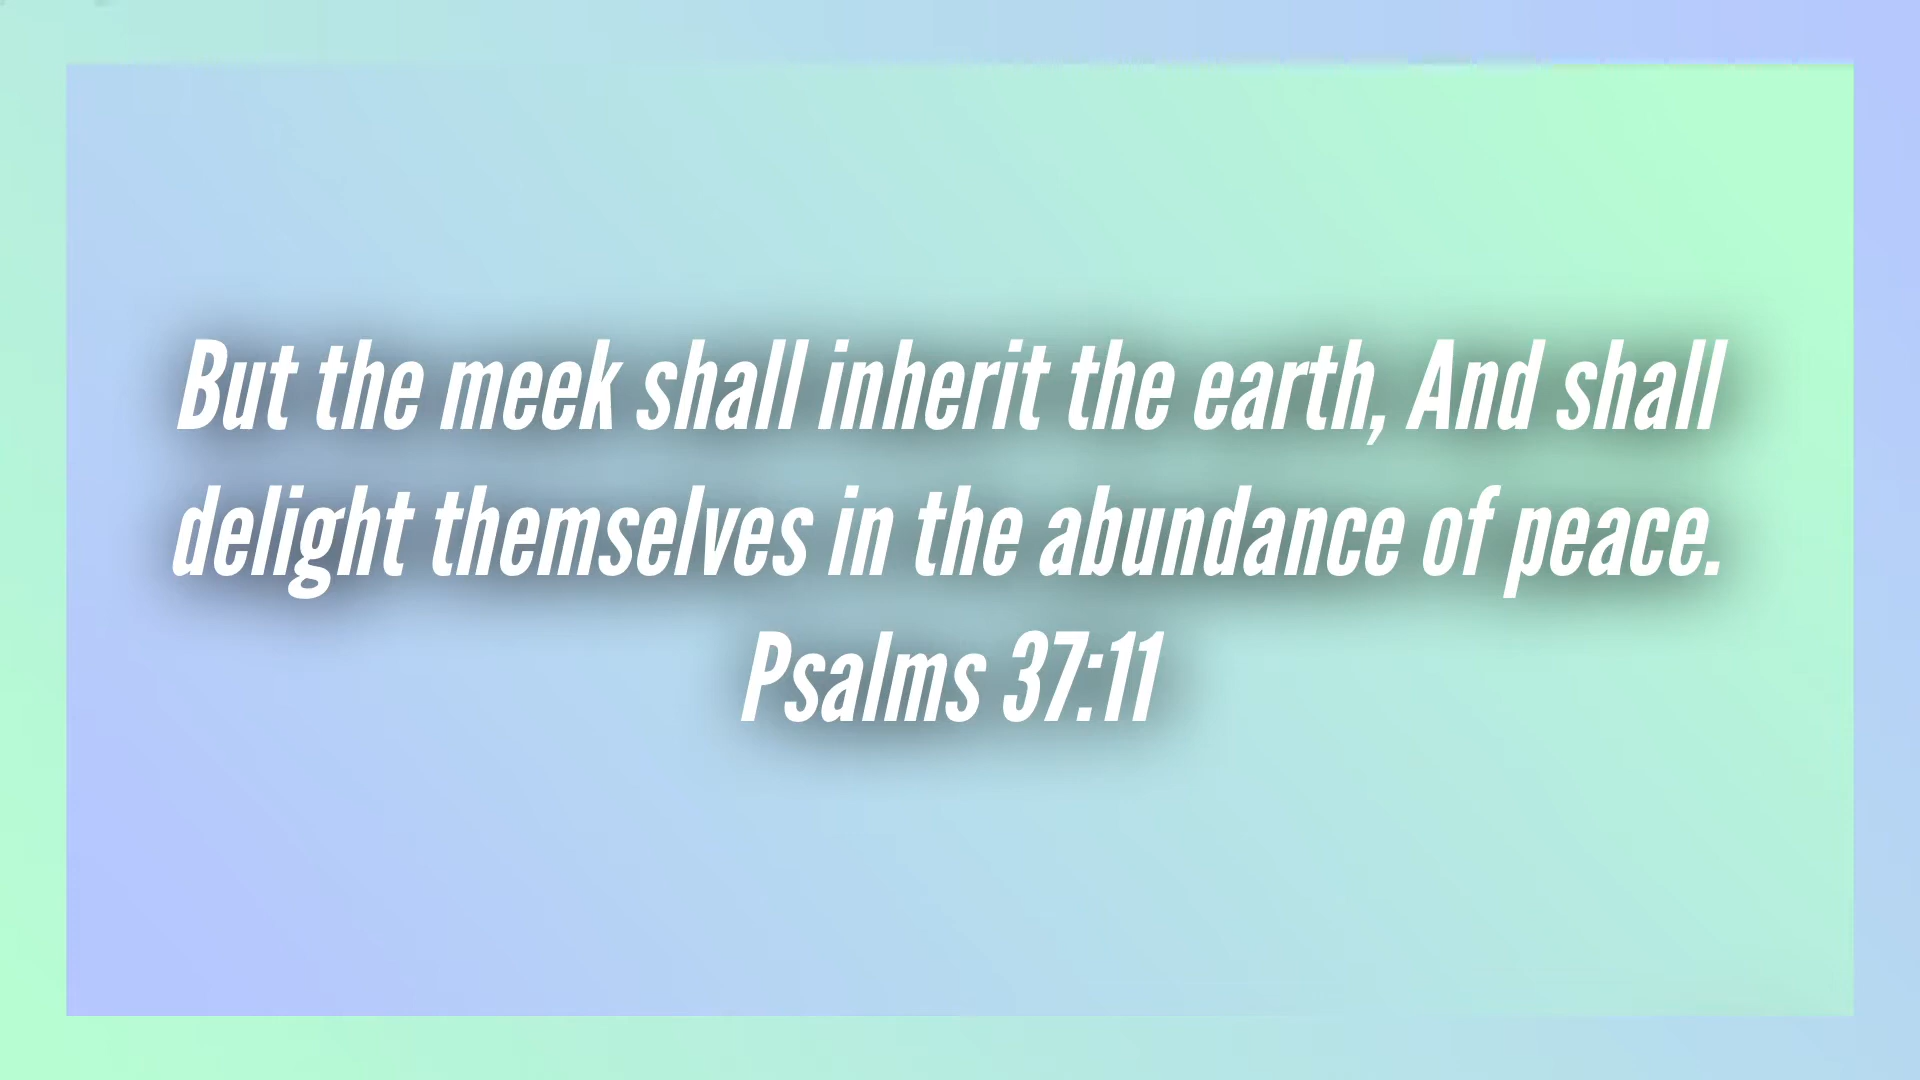 But the meek shall inherit the earth, And shall
delight themselves in the abundance of peace.
Psalms 37:11